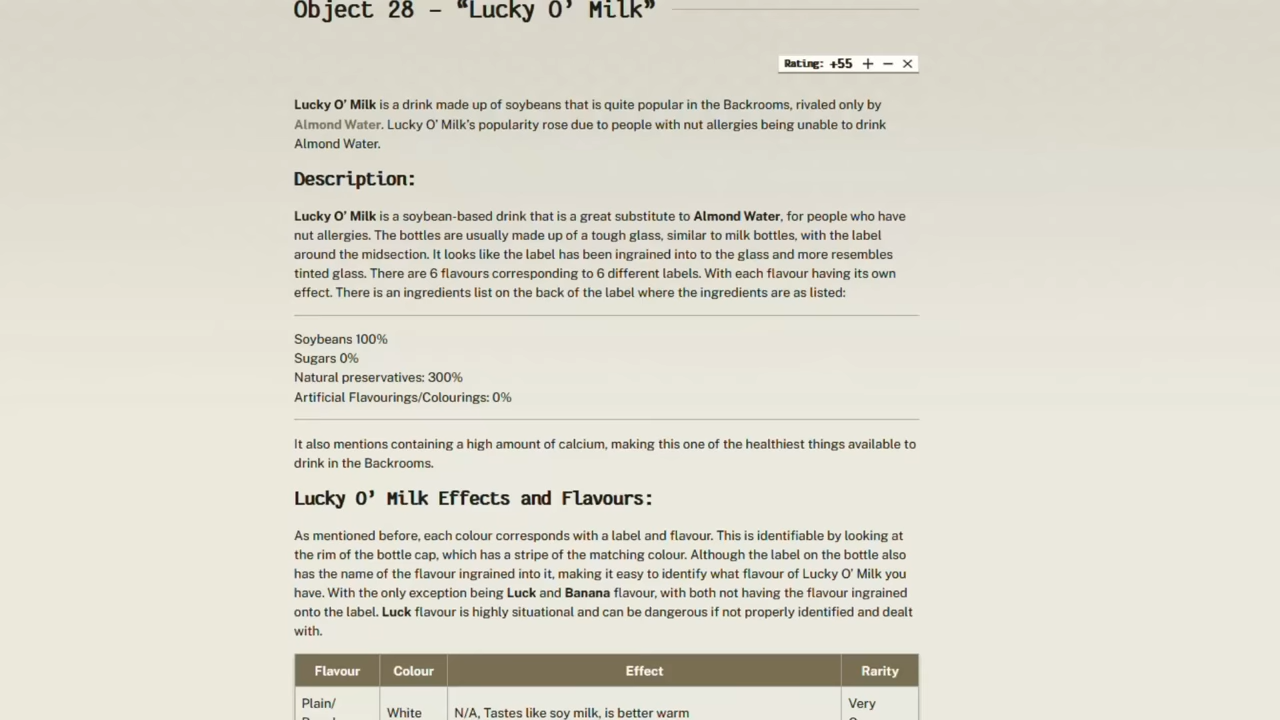 Object 28 – “Lucky O’ Milk”
Rating: +55 + − ×
Lucky O’ Milk is a drink made up of soybeans that is quite popular in the Backrooms, rivaled only by
Almond Water. Lucky O’ Milk’s popularity rose due to people with nut allergies being unable to drink
Almond Water.
Description:
Lucky O’ Milk is a soybean-based drink that is a great substitute to Almond Water, for people who have
nut allergies. The bottles are usually made up of a tough glass, similar to milk bottles, with the label
around the midsection. It looks like the label has been ingrained into to the glass and more resembles
tinted glass. There are 6 flavours corresponding to 6 different labels. With each flavour having its own
effect. There is an ingredients list on the back of the label where the ingredients are as listed:
Soybeans 100%
Sugars 0%
Natural preservatives: 300%
Artificial Flavourings/Colourings: 0%
It also mentions containing a high amount of calcium, making this one of the healthiest things available to
drink in the Backrooms.
Lucky O’ Milk Effects and Flavours:
As mentioned before, each colour corresponds with a label and flavour. This is identifiable by looking at
the rim of the bottle cap, which has a stripe of the matching colour. Although the label on the bottle also
has the name of the flavour ingrained into it, making it easy to identify what flavour of Lucky O’ Milk you
have. With the only exception being Luck and Banana flavour, with both not having the flavour ingrained
onto the label. Luck flavour is highly situational and can be dangerous if not properly identified and dealt
with.
Flavour Colour Effect Rarity
Plain/ White N/A, Tastes like soy milk, is better warm Very